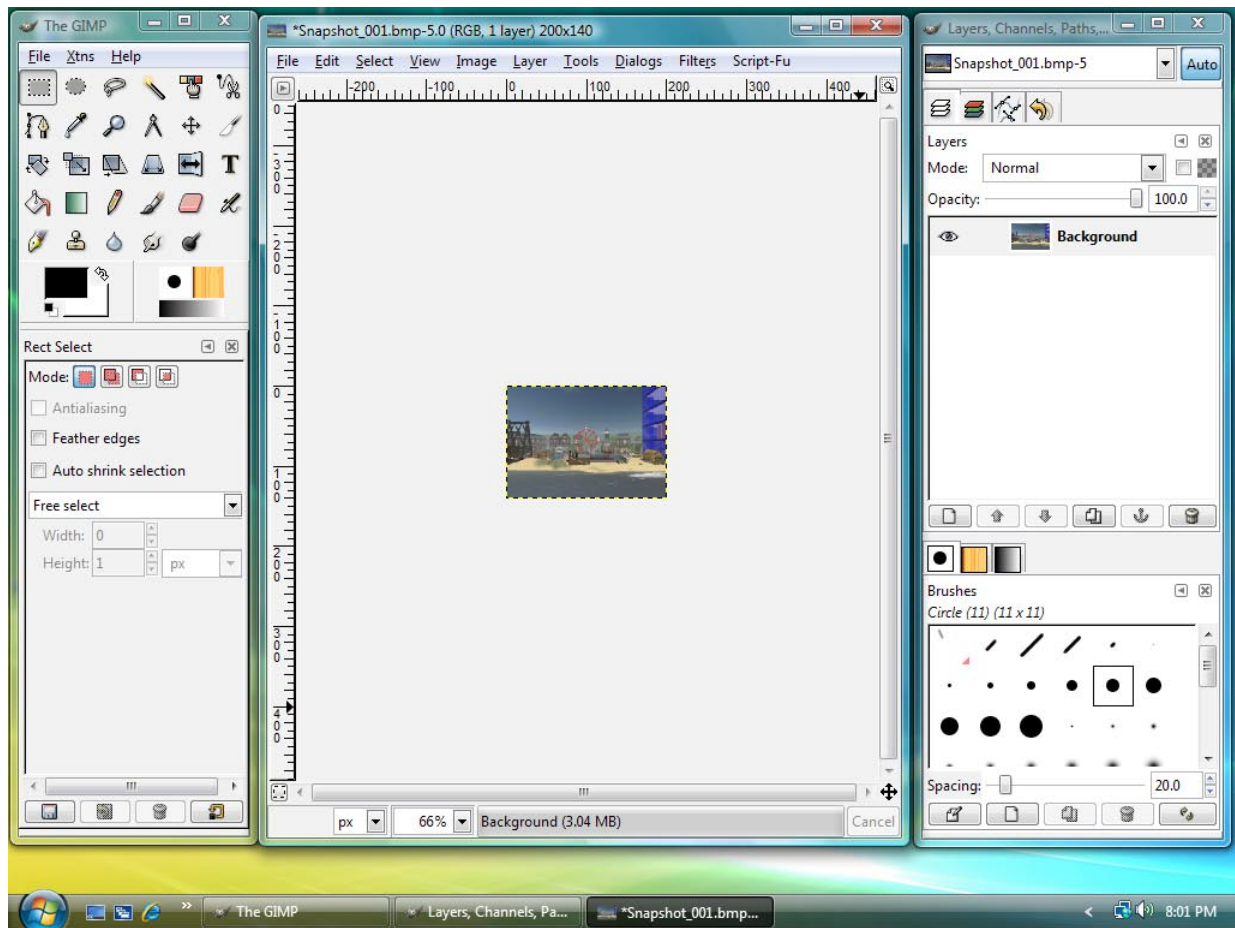 The GIMP
File Xtns Help
T
Rect Select
Mode:
Antialiasing
Feather edges
Auto shrink selection
Free select
Width: 0
Height: 1 px
*Snapshot_001.bmp-5.0 (RGB, 1 layer) 200x140
File Edit Select View Image Layer Tools Dialogs Filters Script-Fu
-200 -100 0 100 200 300 400
0
-300
-200
-100
0
100
200
300
400
px 66% Background (3.04 MB) Cancel
Layers, Channels, Paths,...
Snapshot_001.bmp-5 Auto
Layers
Mode: Normal
Opacity: 100.0
Background
Brushes
Circle (11) (11 x 11)
Spacing: 20.0
The GIMP
Layers, Channels, Pa...
*Snapshot_001.bmp...
8:01 PM